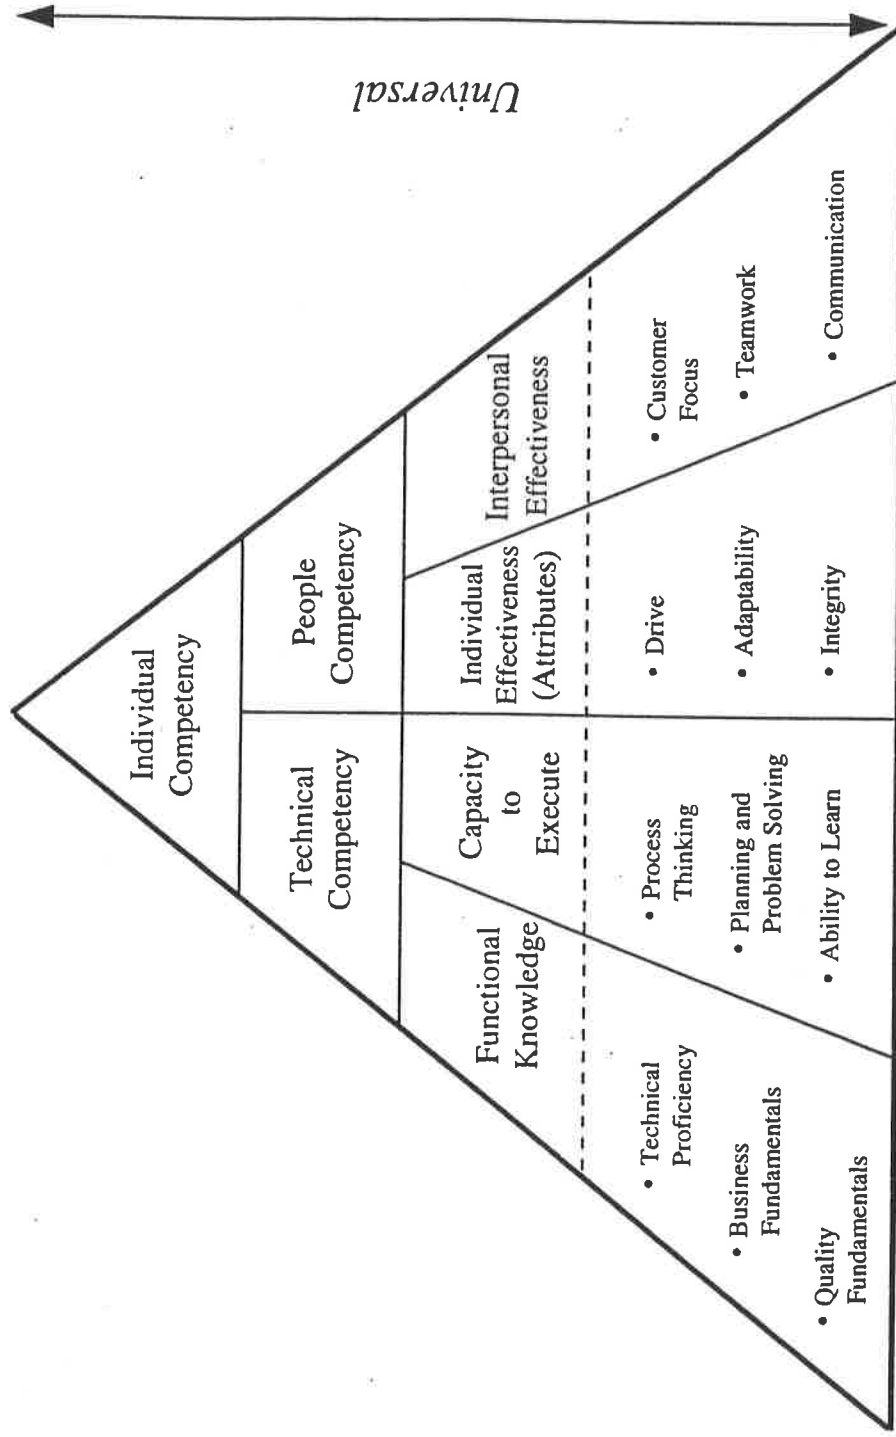 Individual
Competency
Technical
Competency
People
Competency
Functional
Knowledge
Capacity
to
Execute
Individual
Effectiveness
(Attributes)
Interpersonal
Effectiveness
• Technical
Proficiency
• Business
Fundamentals
• Quality
Fundamentals
• Process
Thinking
• Planning and
Problem Solving
• Ability to Learn
• Drive
• Adaptability
• Integrity
• Customer
Focus
• Teamwork
• Communication
Universal